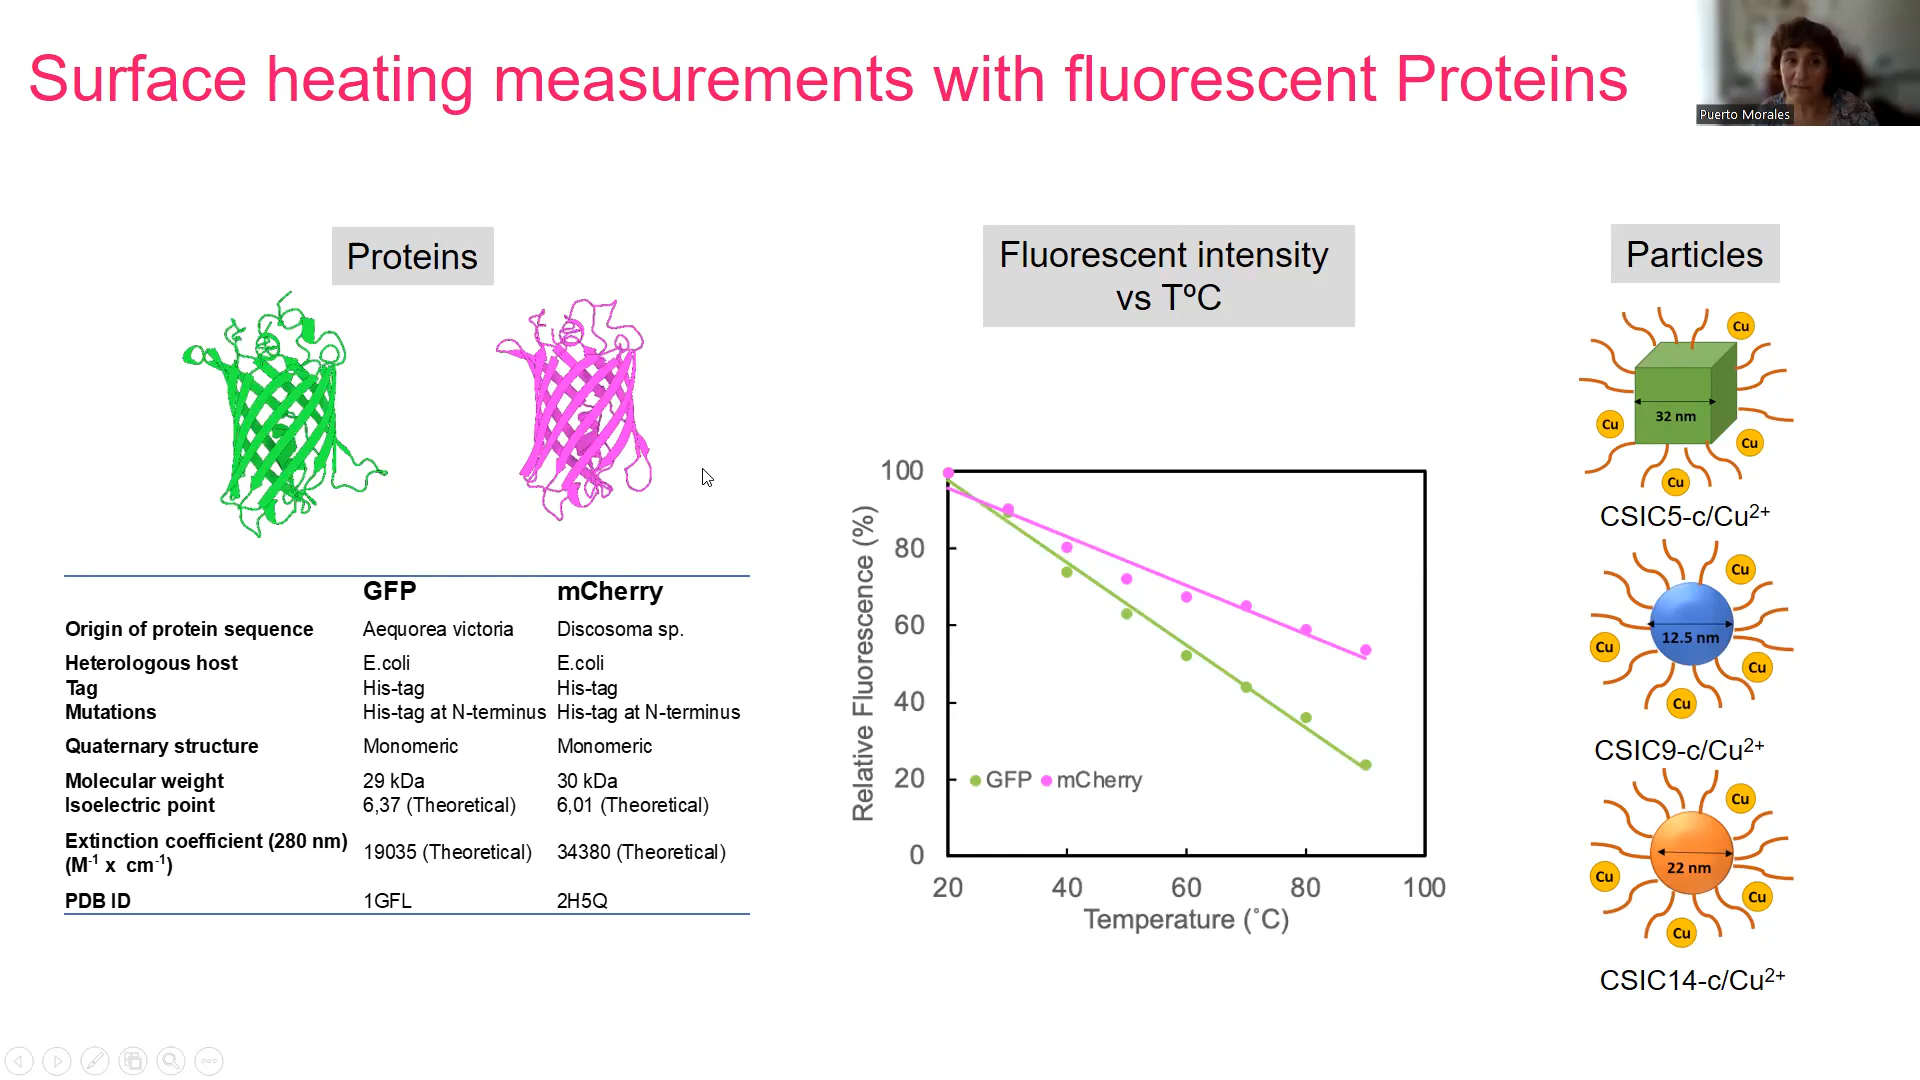 Surface heating measurements with fluorescent Proteins
Puerto Morales
Proteins
GFP mCherry
Origin of protein sequence Aequorea victoria Discosoma sp.
Heterologous host E.coli E.coli
Tag His-tag His-tag
Mutations His-tag at N-terminus His-tag at N-terminus
Quaternary structure Monomeric Monomeric
Molecular weight 29 kDa 30 kDa
Isoelectric point 6,37 (Theoretical) 6,01 (Theoretical)
Extinction coefficient (280 nm)
(M-1 x cm-1) 19035 (Theoretical) 34380 (Theoretical)
PDB ID 1GFL 2H5Q
Fluorescent intensity
vs TºC
Relative Fluorescence (%)
100
80
60
40
20
0
GFP mCherry
20 40 60 80 100
Temperature (˚C)
Particles
Cu
32 nm
Cu
Cu
Cu
CSIC5-c/Cu2+
Cu
12.5 nm
Cu
Cu
Cu
CSIC9-c/Cu2+
Cu
22 nm
Cu
Cu
Cu
CSIC14-c/Cu2+